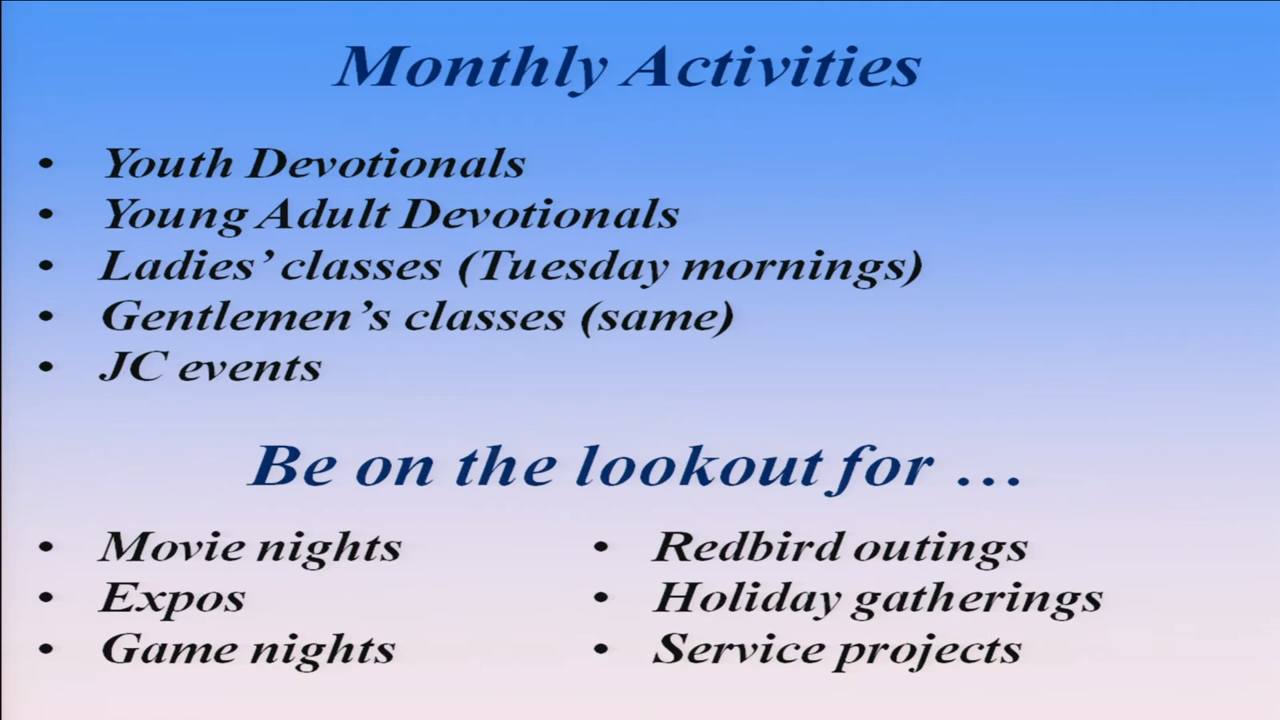 Monthly Activities
• Youth Devotionals
• Young Adult Devotionals
• Ladies’ classes (Tuesday mornings)
• Gentlemen’s classes (same)
• JC events
Be on the lookout for …
• Movie nights
• Expos
• Game nights
• Redbird outings
• Holiday gatherings
• Service projects